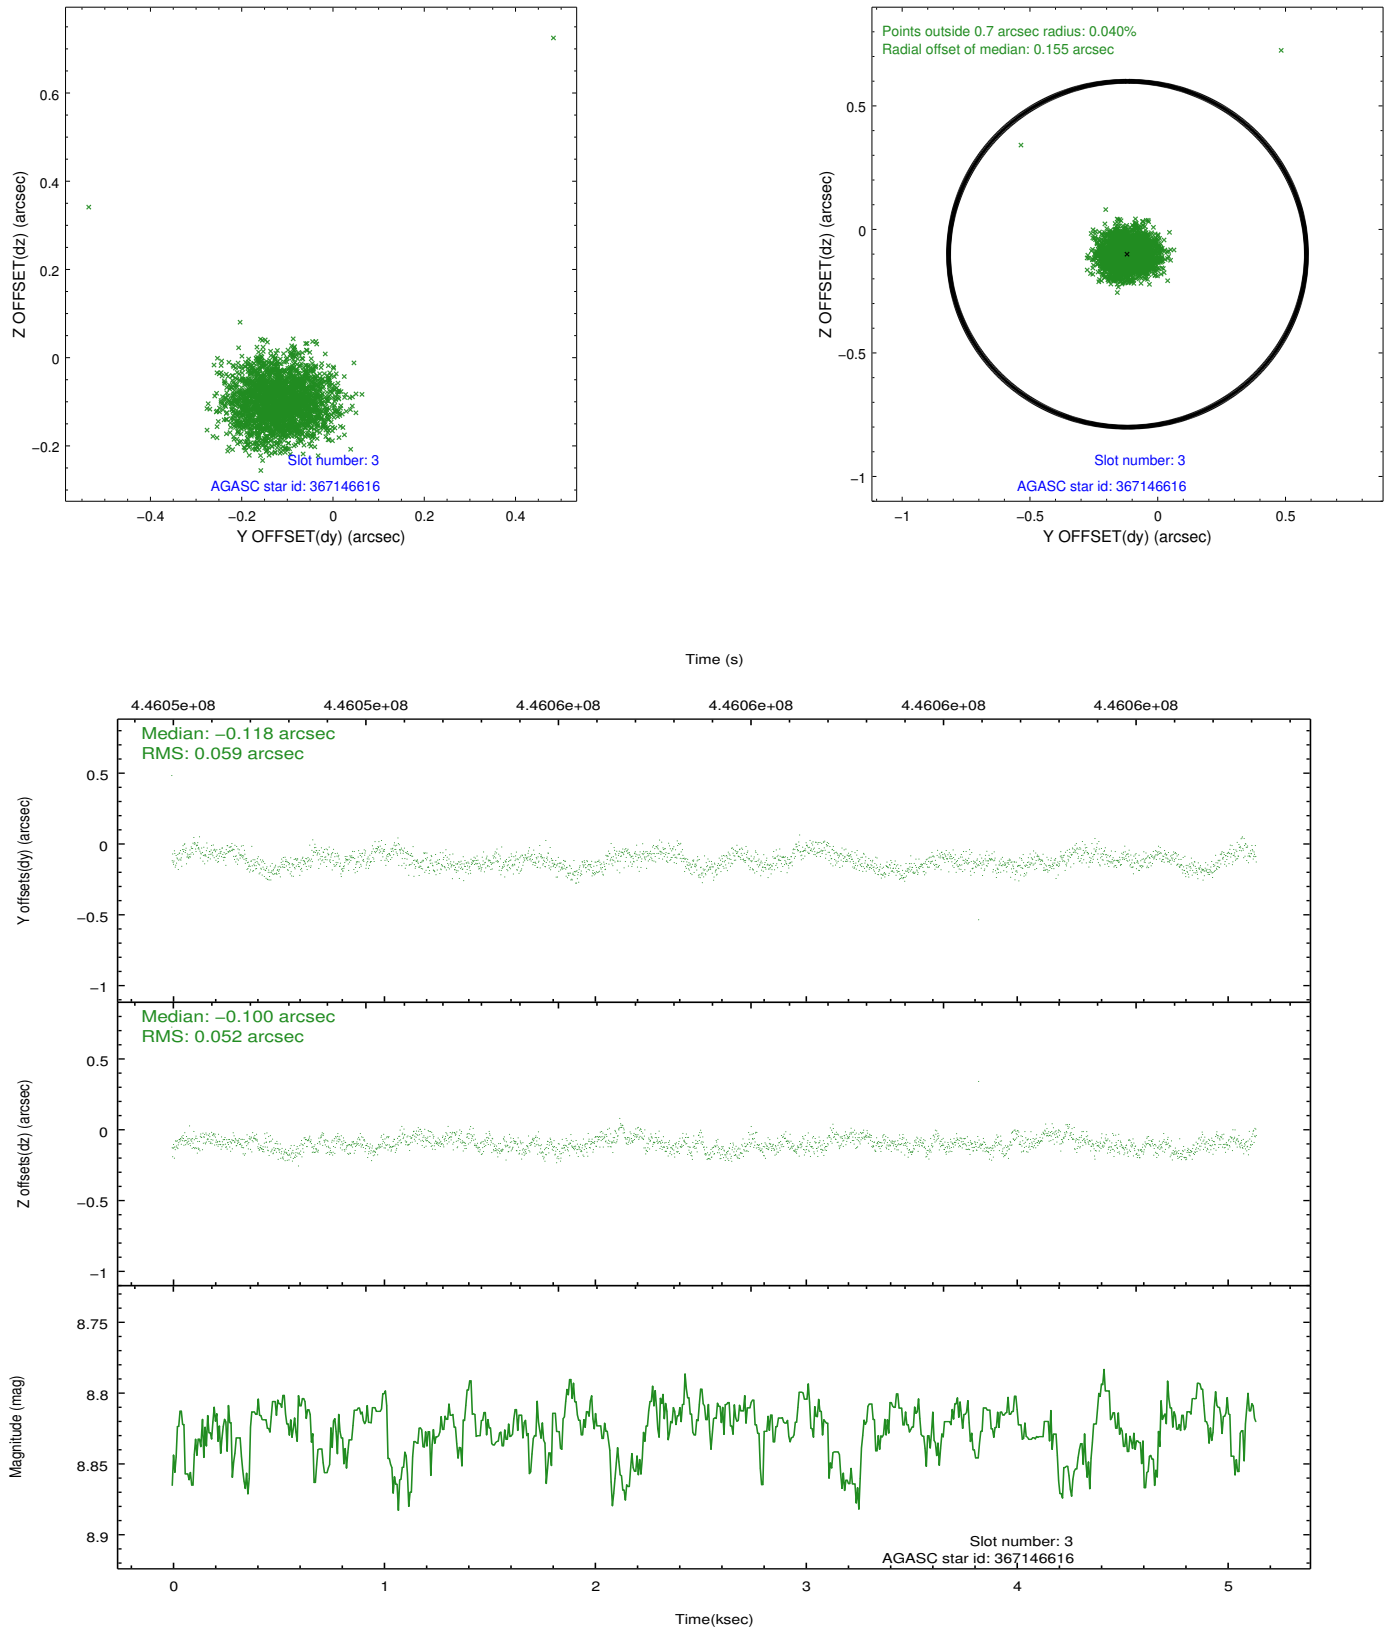 0.6
0.4
0.2
0
−0.2
Z OFFSET(dz) (arcsec)
Slot number: 3
AGASC star id: 367146616
−0.4
−0.2
0
0.2
0.4
Y OFFSET(dy) (arcsec)
Points outside 0.7 arcsec radius: 0.040%
Radial offset of median: 0.155 arcsec
0.5
0
−0.5
−1
Z OFFSET(dz) (arcsec)
Slot number: 3
AGASC star id: 367146616
−1
−0.5
0
0.5
Y OFFSET(dy) (arcsec)
Time (s)
4.4605e+08
4.4605e+08
4.4606e+08
4.4606e+08
4.4606e+08
4.4606e+08
Median: −0.118 arcsec
RMS: 0.059 arcsec
0.5
0
−0.5
−1
Y offsets(dy) (arcsec)
Median: −0.100 arcsec
RMS: 0.052 arcsec
0.5
0
−0.5
−1
Z offsets(dz) (arcsec)
8.75
8.8
8.85
8.9
Magnitude (mag)
Slot number: 3
AGASC star id: 367146616
0
1
2
3
4
5
Time(ksec)